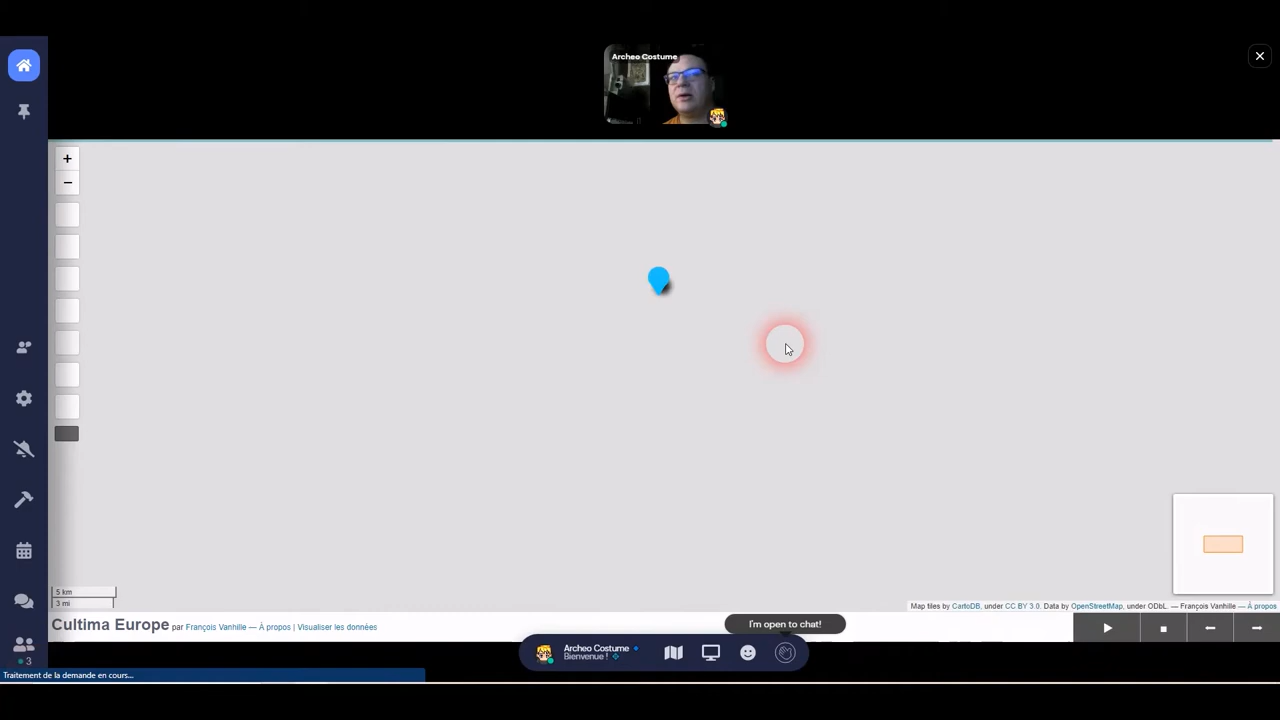 Archeo Costume
+
−
5 km
3 mi
Map tiles by CartoDB, under CC BY 3.0. Data by OpenStreetMap, under ODbL. — François Vanhille — À propos
Cultima Europe par François Vanhille — À propos | Visualiser les données
I'm open to chat!
Archeo Costume
Bienvenue !
3
Traitement de la demande en cours...